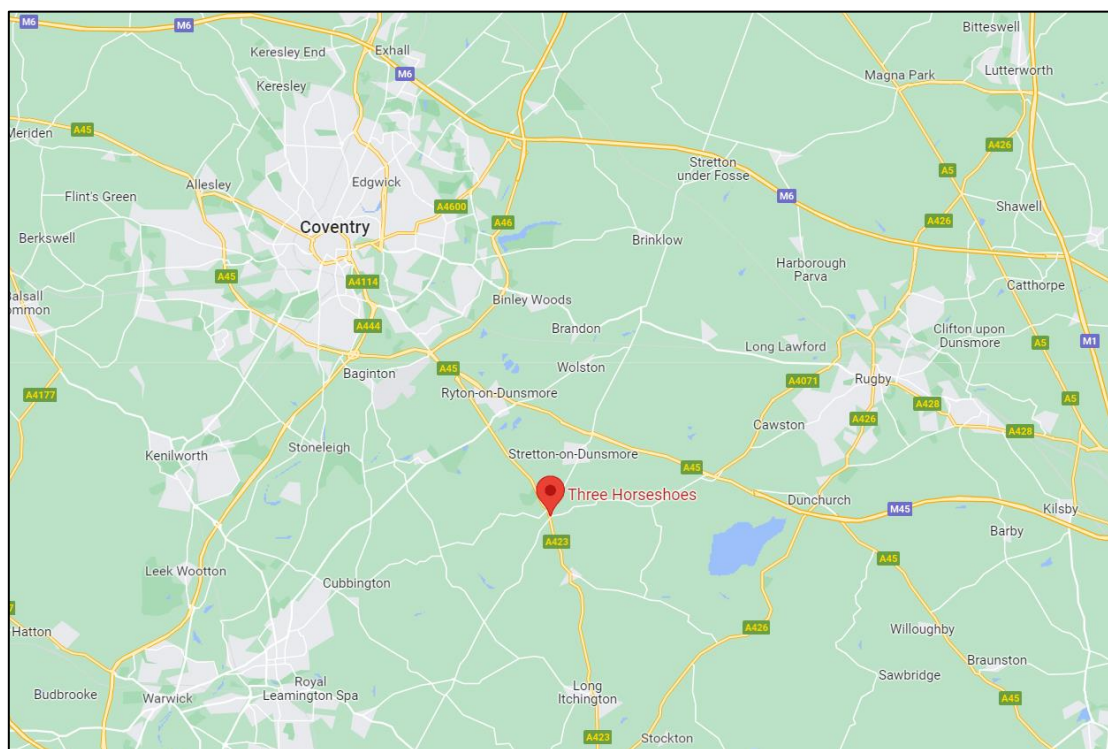 M6
M6
Exhall
Bitteswell
Keresley End
Magna Park
Lutterworth
M6
Keresley
A45
Meriden
A426
Stretton
under Fosse
A5
Allesley
Edgwick
Flint's Green
M6
A4600
Shawell
A46
A426
Coventry
Berkswell
Brinklow
Harborough
Parva
A45
A4114
Catthorpe
Balsall
Common
Binley Woods
A444
Brandon
Clifton upon
Dunsmore
M1
Long Lawford
A5
Baginton
A45
Wolston
Rugby
A4177
Ryton-on-Dunsmore
A4071
A5
A428
A426
Cawston
A428
Stoneleigh
Kenilworth
Stretton-on-Dunsmore
A45
Three Horseshoes
Dunchurch
M45
Kilsby
Barby
A423
A45
Leek Wootton
Cubbington
A426
Willoughby
Hatton
Braunston
Sawbridge
Royal
Leamington Spa
Long
Itchington
Budbrooke
Warwick
A45
A423
Stockton